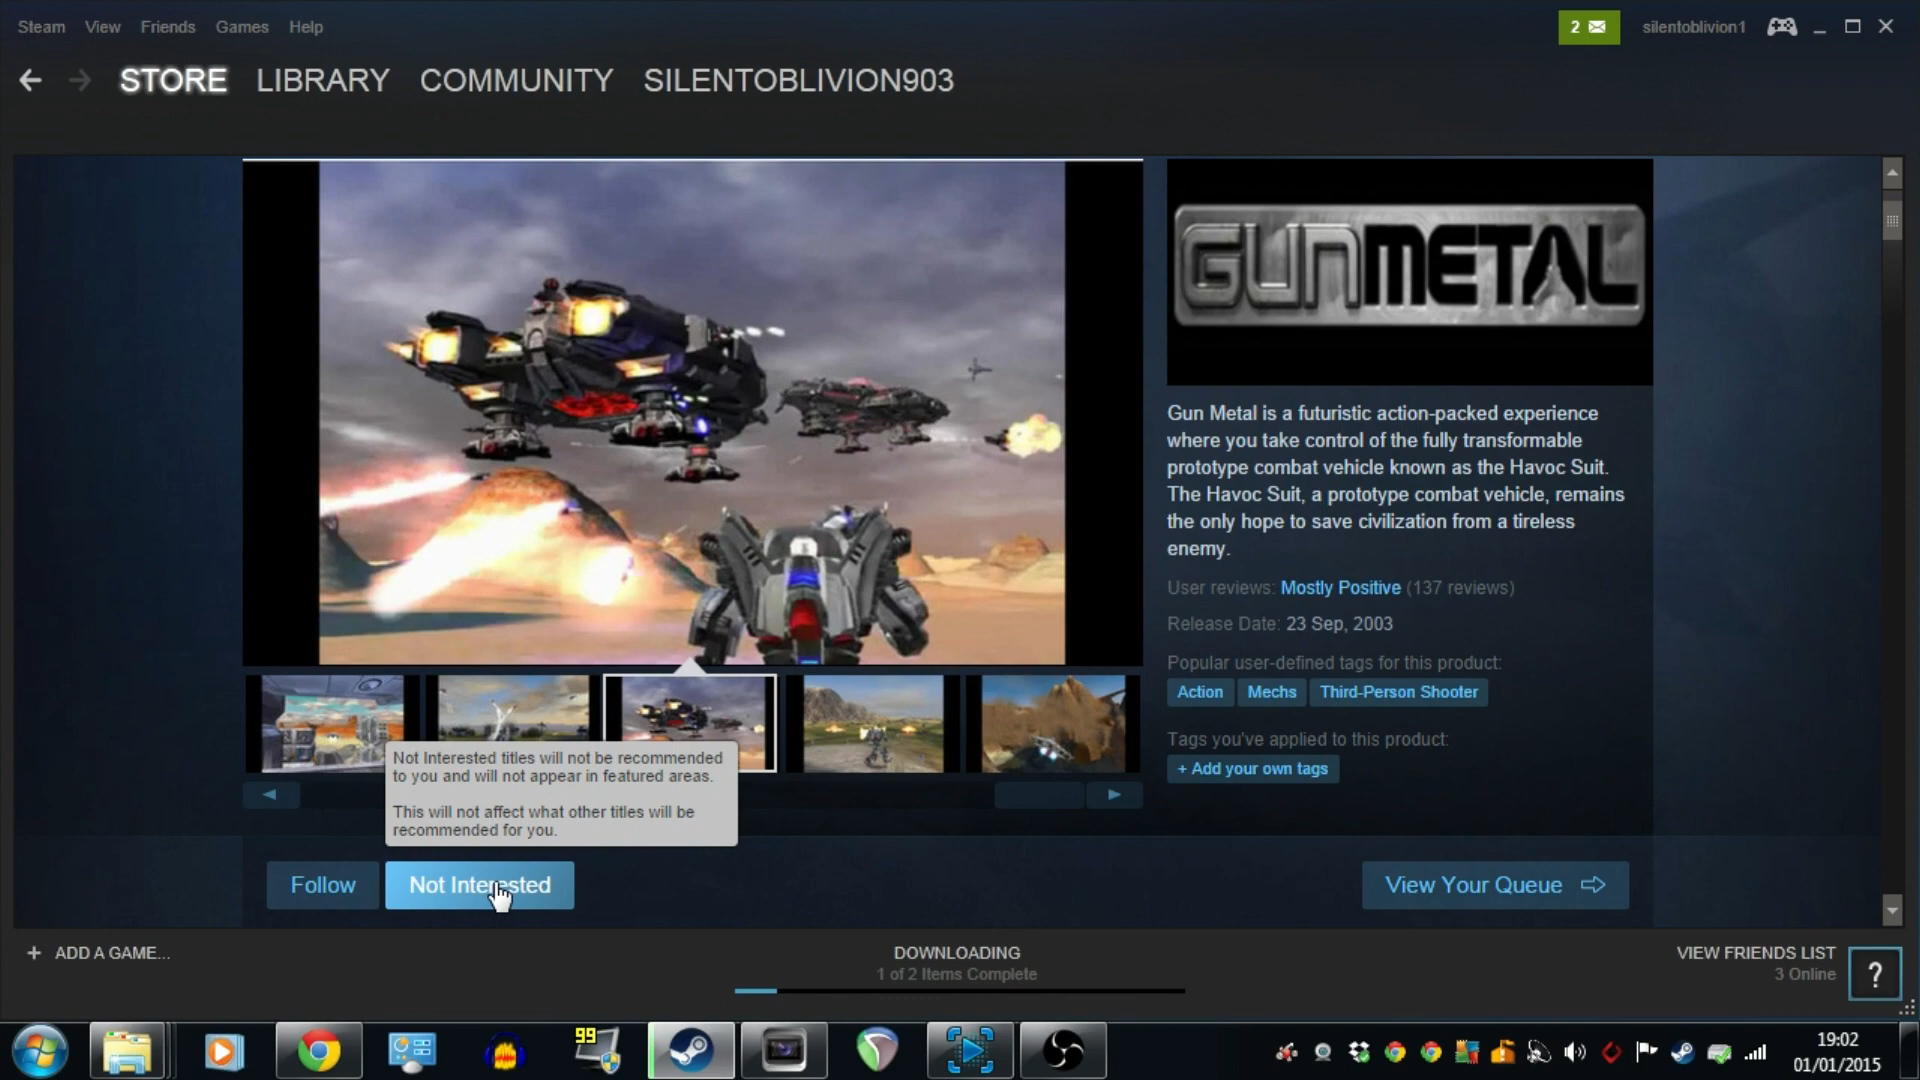 Steam View Friends Games Help
2
silentoblivion1
STORE LIBRARY COMMUNITY SILENTOBLIVION903
GUNMETAL
Gun Metal is a futuristic action-packed experience
where you take control of the fully transformable
prototype combat vehicle known as the Havoc Suit.
The Havoc Suit, a prototype combat vehicle, remains
the only hope to save civilization from a tireless
enemy.
User reviews: Mostly Positive (137 reviews)
Release Date: 23 Sep, 2003
Popular user-defined tags for this product:
Action Mechs Third-Person Shooter
Tags you've applied to this product:
+ Add your own tags
Not Interested titles will not be recommended
to you and will not appear in featured areas.
This will not affect what other titles will be
recommended for you.
Follow Not Interested
View Your Queue
+ ADD A GAME...
DOWNLOADING
1 of 2 Items Complete
VIEW FRIENDS LIST
3 Online
?
99
19:02
01/01/2015